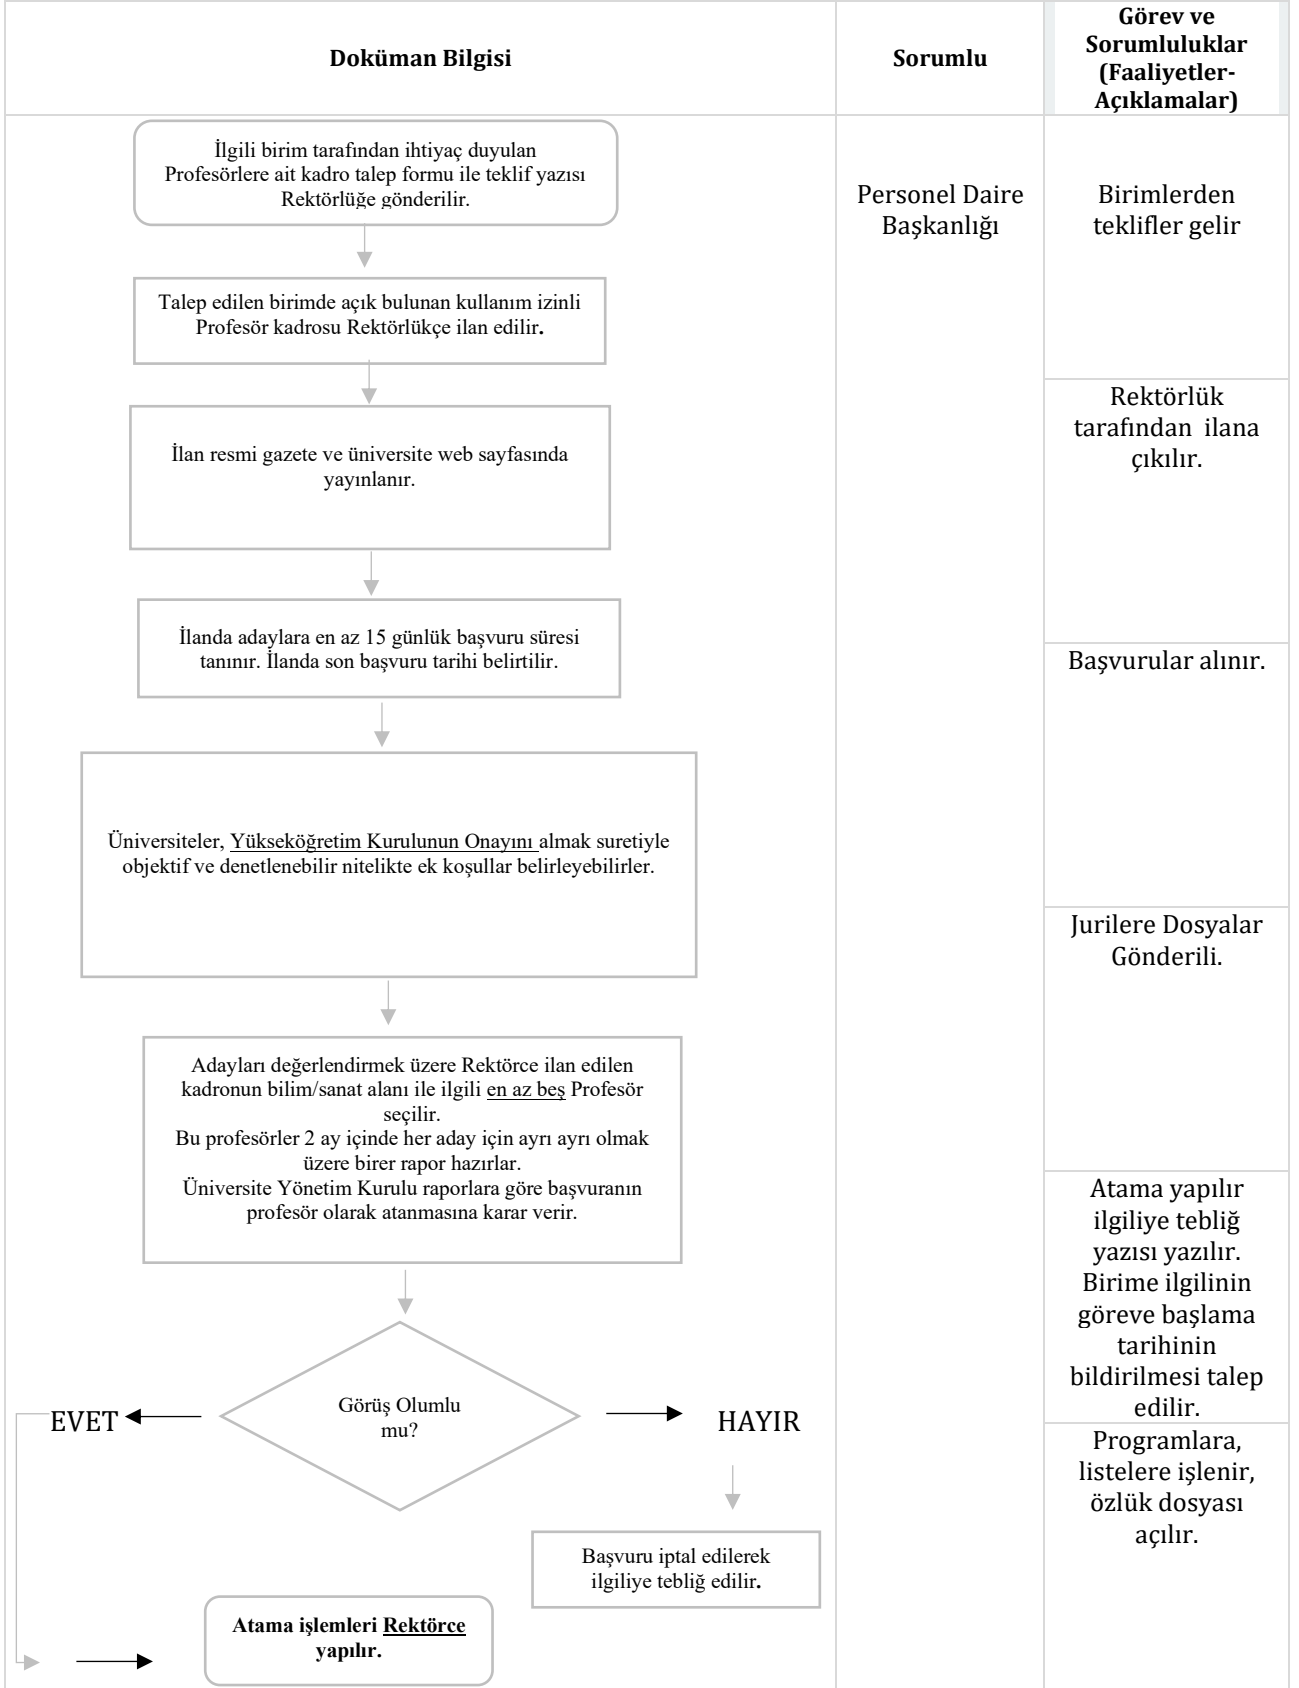 Doküman Bilgisi
Sorumlu
Görev ve
Sorumluluklar
(Faaliyetler-
Açıklamalar)
İlgili birim tarafından ihtiyaç duyulan
Profesörlere ait kadro talep formu ile teklif yazısı
Rektörlüğe gönderilir.
Talep edilen birimde açık bulunan kullanım izinli
Profesör kadrosu Rektörlükçe ilan edilir.
İlan resmi gazete ve üniversite web sayfasında
yayınlanır.
İlanda adaylara en az 15 günlük başvuru süresi
tanınır. İlanda son başvuru tarihi belirtilir.
Üniversiteler, Yükseköğretim Kurulunun Onayını almak suretiyle
objektif ve denetlenebilir nitelikte ek koşullar belirleyebilirler.
Adayları değerlendirmek üzere Rektörce ilan edilen
kadronun bilim/sanat alanı ile ilgili en az beş Profesör
seçilir.
Bu profesörler 2 ay içinde her aday için ayrı ayrı olmak
üzere birer rapor hazırlar.
Üniversite Yönetim Kurulu raporlara göre başvuranın
profesör olarak atanmasına karar verir.
Görüş Olumlu
mu?
EVET
HAYIR
Başvuru iptal edilerek
ilgiliye tebliğ edilir.
Atama işlemleri Rektörce
yapılır.
Personel Daire
Başkanlığı
Birimlerden
teklifler gelir
Rektörlük
tarafından  ilana
çıkılır.
Başvurular alınır.
Jurilere Dosyalar
Gönderili.
Atama yapılır
ilgiliye tebliğ
yazısı yazılır.
Birime ilgilinin
göreve başlama
tarihinin
bildirilmesi talep
edilir.
Programlara,
listelere işlenir,
özlük dosyası
açılır.